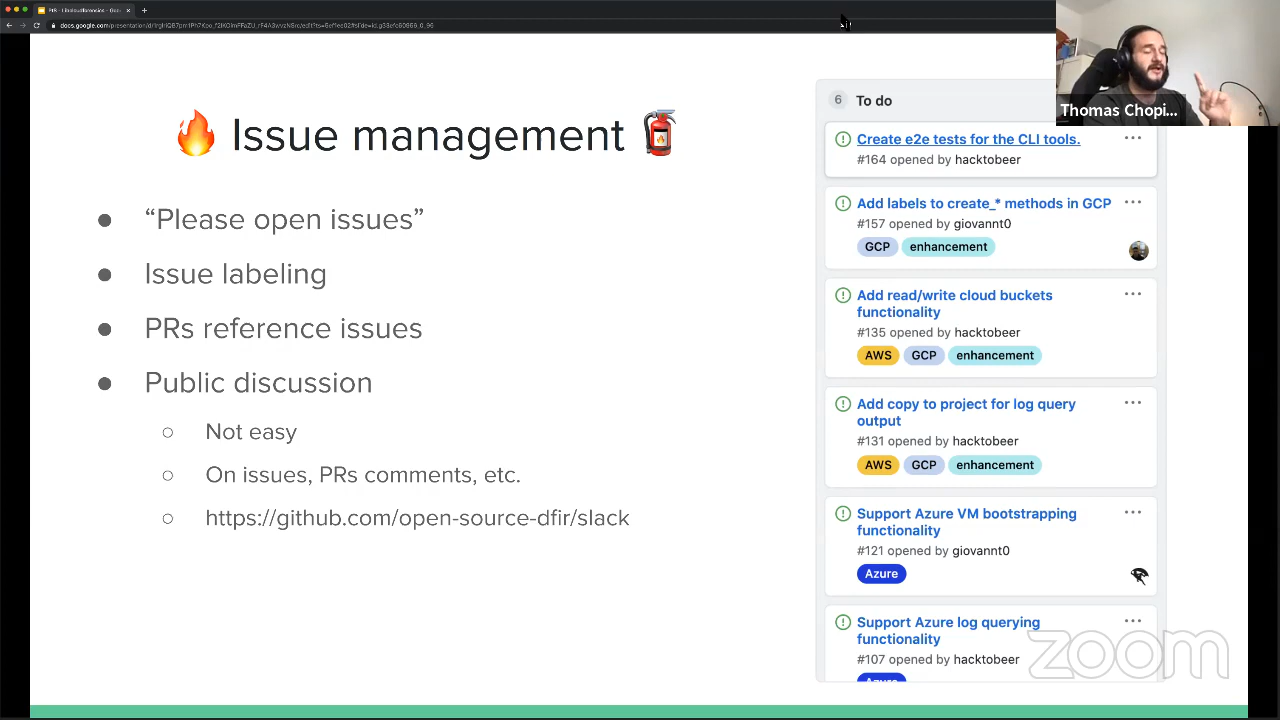 PtR - Libcloudforensics - Goo
Issue management
“Please open issues”
Issue labeling
PRs reference issues
Public discussion
Not easy
On issues, PRs comments, etc.
https://github.com/open-source-dfir/slack
6 To do
Create e2e tests for the CLI tools.
#164 opened by hacktobeer
Add labels to create_* methods in GCP
#157 opened by giovannt0
GCP enhancement
Add read/write cloud buckets
functionality
#135 opened by hacktobeer
AWS GCP enhancement
Add copy to project for log query
output
#131 opened by hacktobeer
AWS GCP enhancement
Support Azure VM bootstrapping
functionality
#121 opened by giovannt0
Azure
Support Azure log querying
functionality
#107 opened by hacktobeer
Azure
Thomas Chopi...
zoom